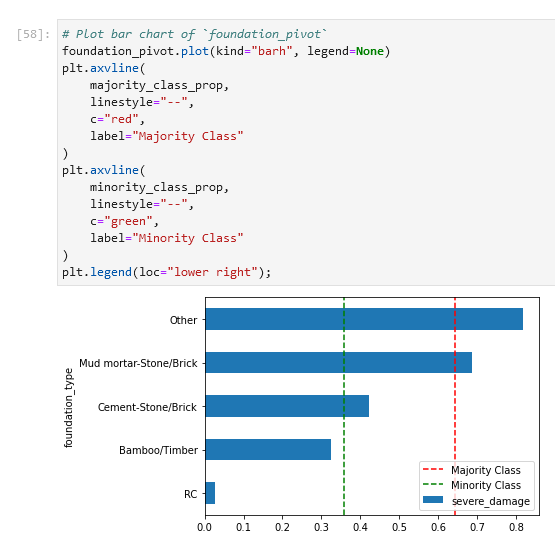 [58]: # Plot bar chart of `foundation_pivot`
foundation_pivot.plot(kind="barh", legend=None)
plt.axvline(
    majority_class_prop,
    linestyle="--",
    c="red",
    label="Majority Class"
)
plt.axvline(
    minority_class_prop,
    linestyle="--",
    c="green",
    label="Minority Class"
)
plt.legend(loc="lower right");
foundation_type
Other
Mud mortar-Stone/Brick
Cement-Stone/Brick
Bamboo/Timber
RC
Majority Class
Minority Class
severe_damage
0.0 0.1 0.2 0.3 0.4 0.5 0.6 0.7 0.8